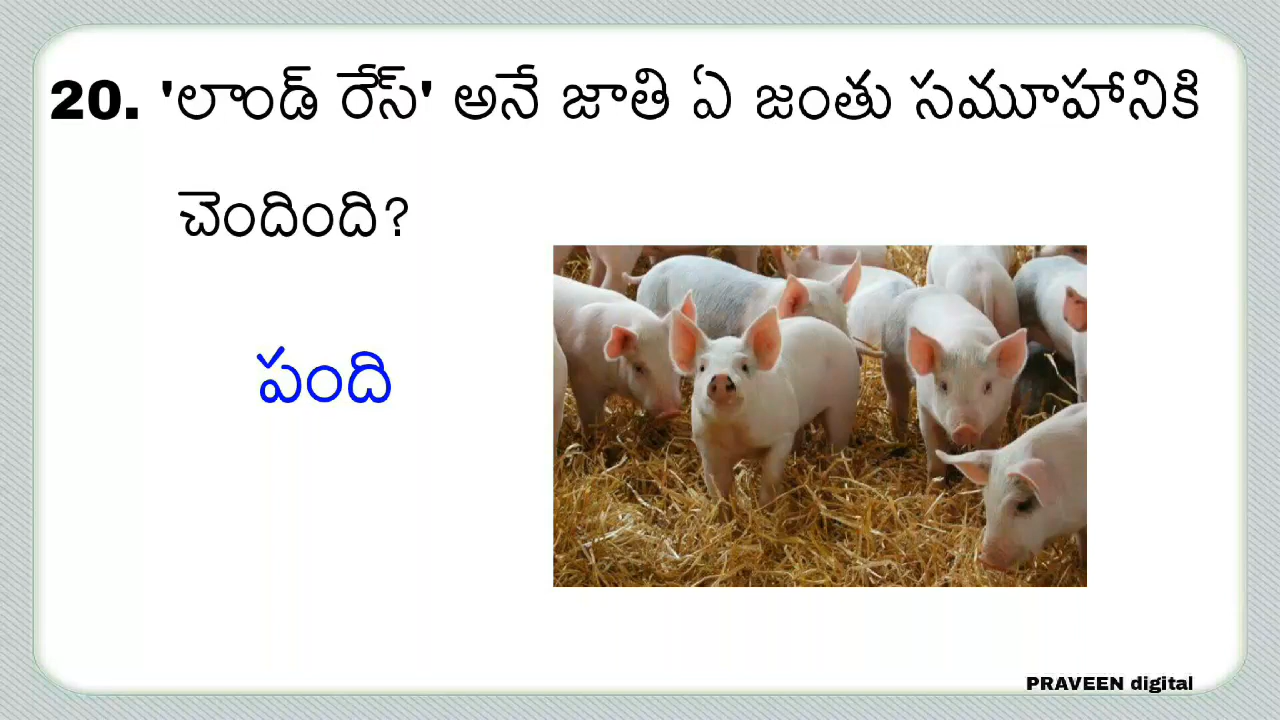 20. 'లాండ్ రేస్' అనే జాతి ఏ జంతు సమూహానికి
చెందింది?
పంది
PRAVEEN digital